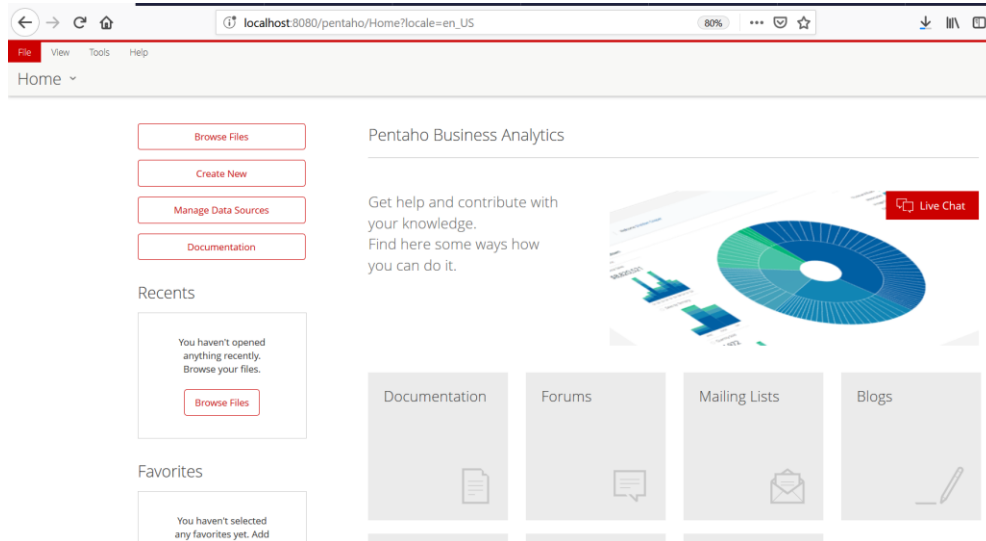 localhost:8080/pentaho/Home?locale=en_US
80%
File View Tools Help
Home
Browse Files
Create New
Manage Data Sources
Documentation
Recents
You haven't opened
anything recently.
Browse your files.
Browse Files
Favorites
You haven't selected
any favorites yet. Add
Pentaho Business Analytics
Get help and contribute with
your knowledge.
Find here some ways how
you can do it.
Live Chat
Documentation
Forums
Mailing Lists
Blogs